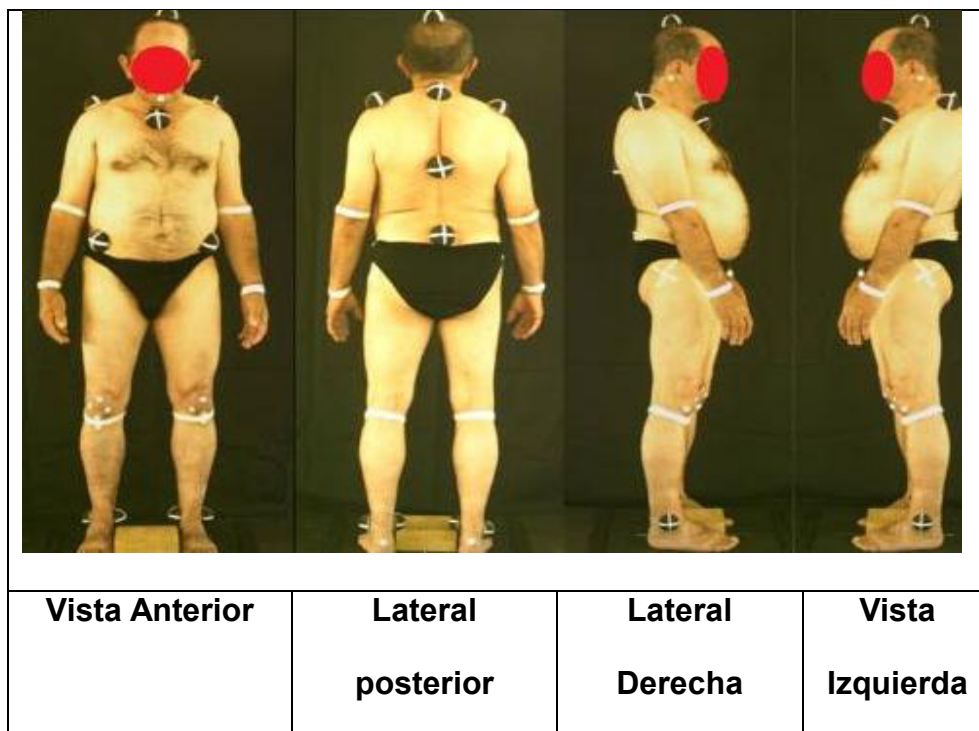 Vista Anterior
Lateral
posterior
Lateral
Derecha
Vista
Izquierda